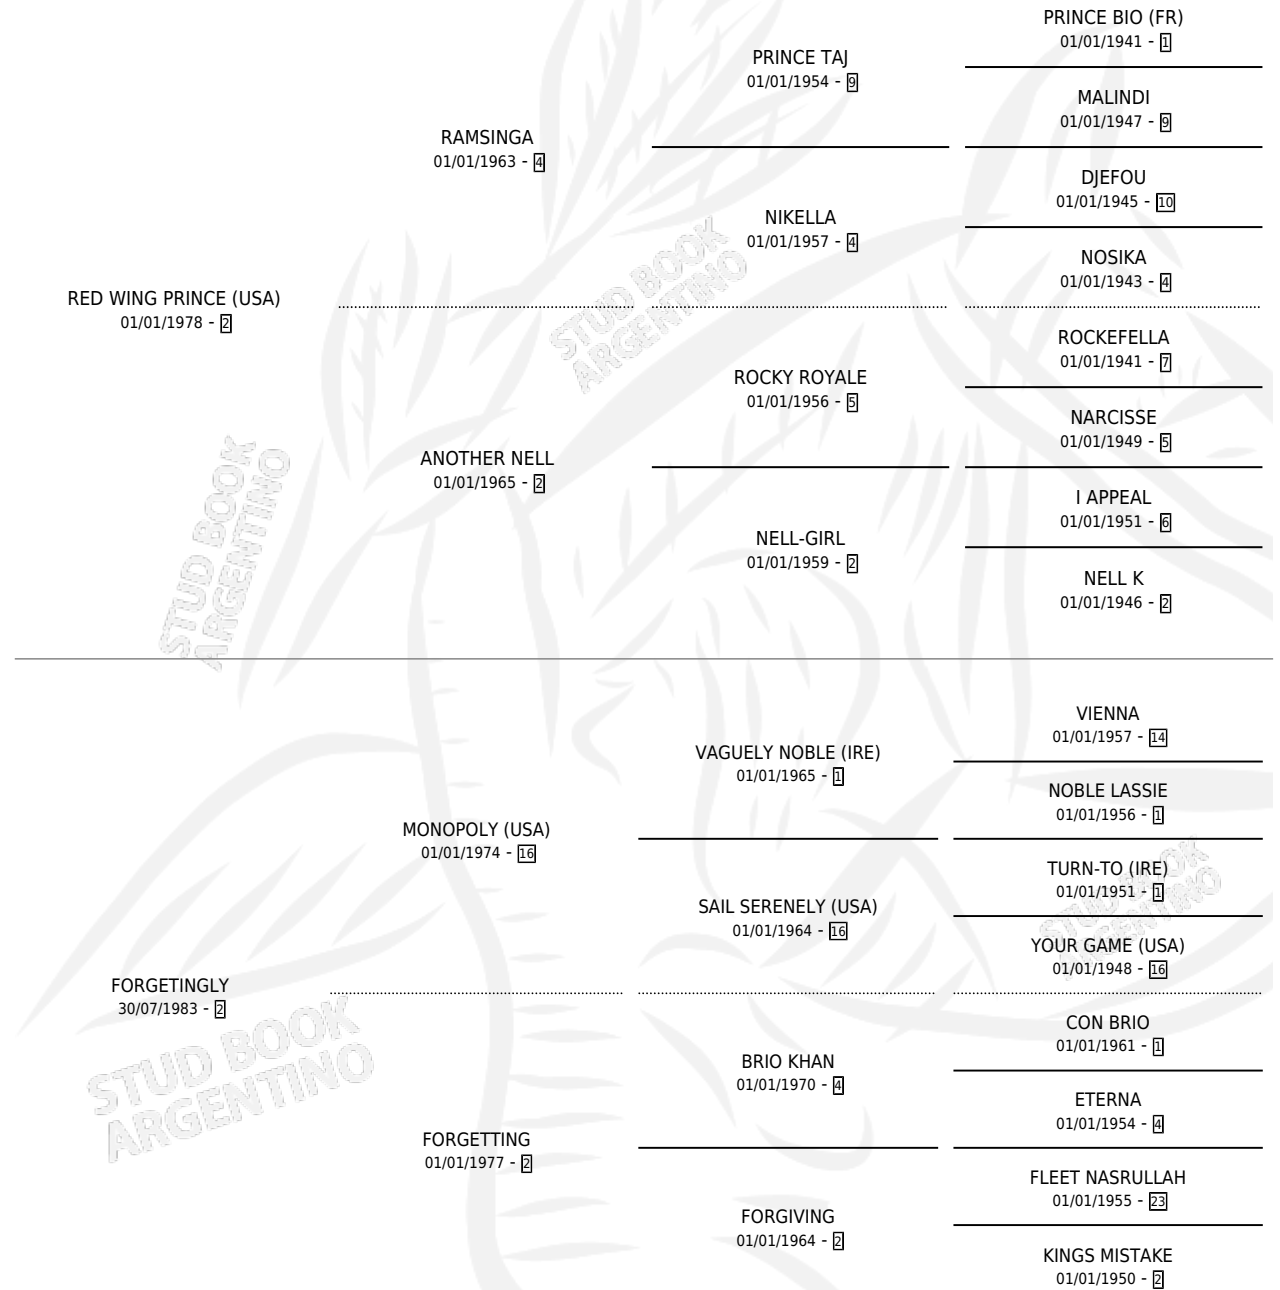 PRINCE BIO (FR)
01/01/1941 - 1
PRINCE TAJ
01/01/1954 - 9
MALINDI
01/01/1947 - 9
RAMSINGA
01/01/1963 - 4
DJEFOU
01/01/1945 - 10
NIKELLA
01/01/1957 - 4
NOSIKA
01/01/1943 - 4
RED WING PRINCE (USA)
01/01/1978 - 2
ROCKEFELLA
01/01/1941 - 7
ROCKY ROYALE
01/01/1956 - 5
NARCISSE
01/01/1949 - 5
ANOTHER NELL
01/01/1965 - 2
I APPEAL
01/01/1951 - 6
NELL-GIRL
01/01/1959 - 2
NELL K
01/01/1946 - 2
VIENNA
01/01/1957 - 14
VAGUELY NOBLE (IRE)
01/01/1965 - 1
NOBLE LASSIE
01/01/1956 - 1
MONOPOLY (USA)
01/01/1974 - 16
TURN-TO (IRE)
01/01/1951 - 1
SAIL SERENELY (USA)
01/01/1964 - 16
YOUR GAME (USA)
01/01/1948 - 16
FORGETINGLY
30/07/1983 - 2
CON BRIO
01/01/1961 - 1
BRIO KHAN
01/01/1970 - 4
ETERNA
01/01/1954 - 4
FORGETTING
01/01/1977 - 2
FLEET NASRULLAH
01/01/1955 - 23
FORGIVING
01/01/1964 - 2
KINGS MISTAKE
01/01/1950 - 2
STUD BOOK
ARGENTINO
STUD BOOK
ARGENTINO
STUD BOOK
ARGENTINO
STUD BOOK
ARGENTINO